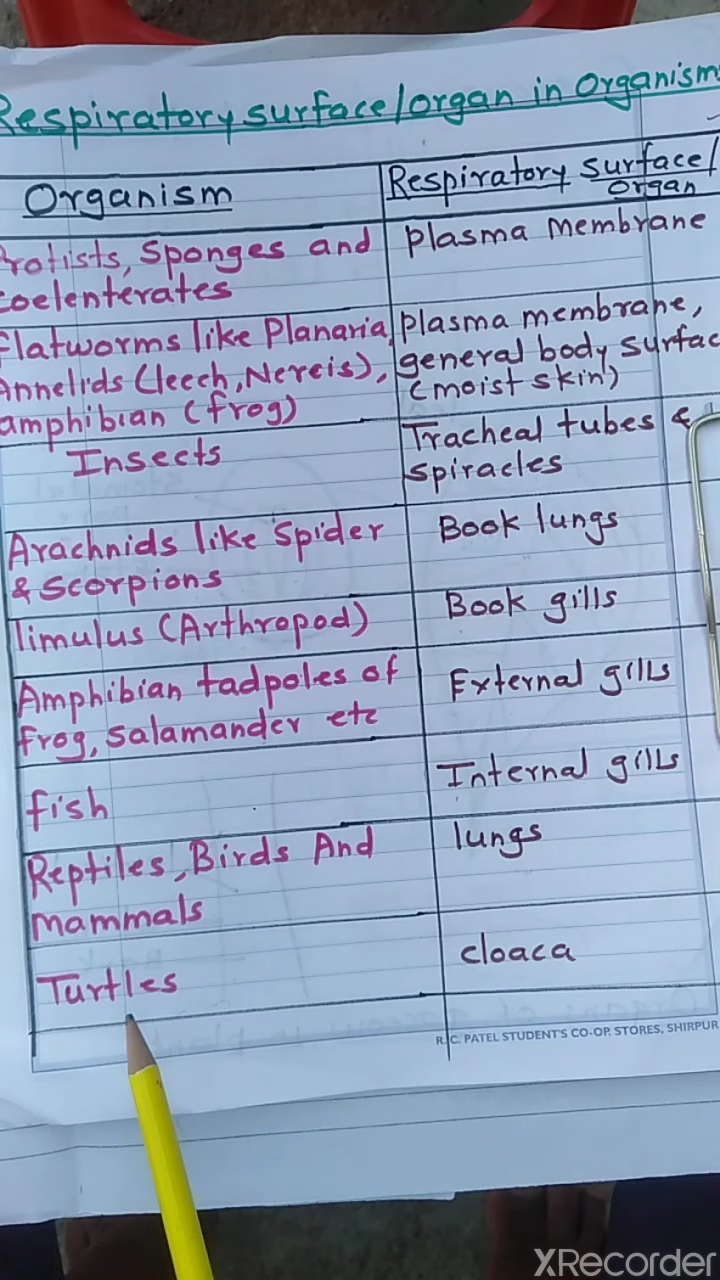 Respiratory surface/organ in Organisms
Organism
Respiratory surface/
organ
Protists, Sponges and
coelenterates
plasma membrane
Flatworms like Planaria,
Annelids (leech, Nereis),
amphibian (frog)
plasma membrane,
general body surfac
(moist skin)
Insects
Tracheal tubes &
spiracles
Arachnids like Spider
& Scorpions
Book lungs
limulus (Arthropod)
Book gills
Amphibian tadpoles of
frog, salamander etc
External gills
fish
Internal gills
Reptiles, Birds And
mammals
lungs
Turtles
cloaca
R. C. PATEL STUDENT'S CO-OP. STORES, SHIRPUR
XRecorder